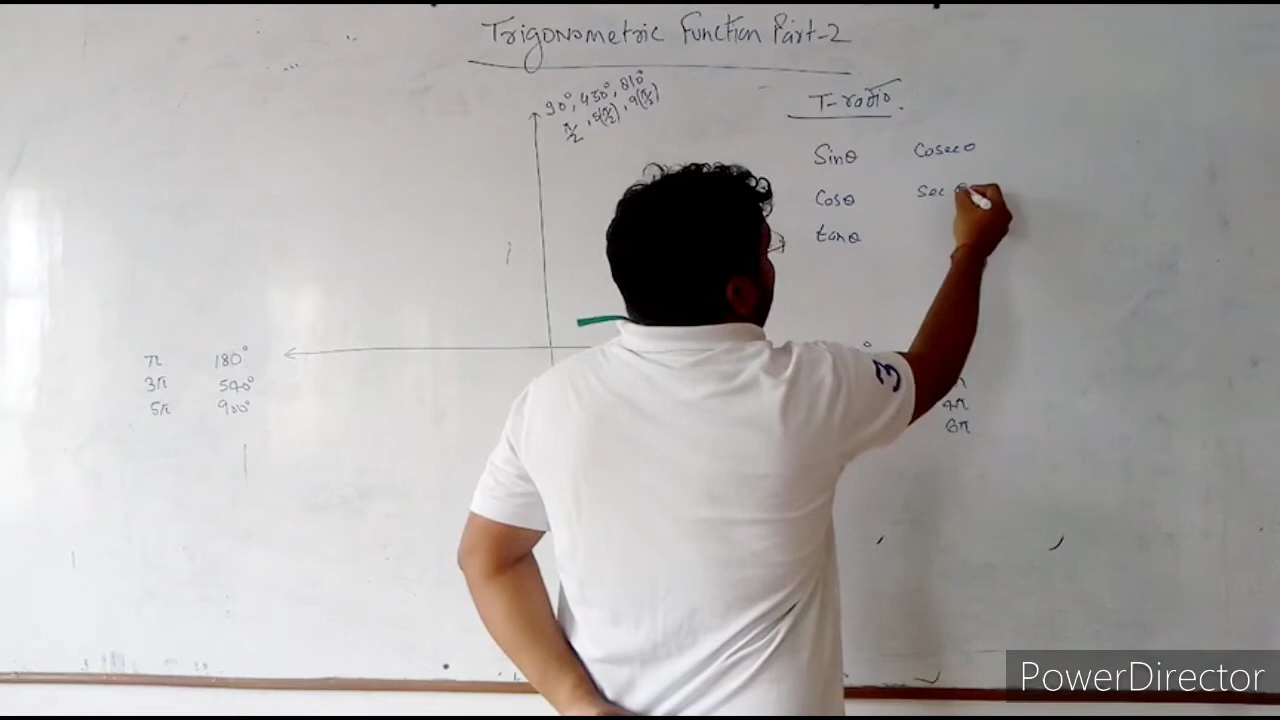 Trigonometric Function Part-2
90°, 450°, 810°
π/2, 5(π/2), 9(π/2)
T-ratio.
Sinθ Cosecθ
Cosθ Sec θ
tanθ
π 180°
3π 540°
5π 900°
4π
6π
3
PowerDirector